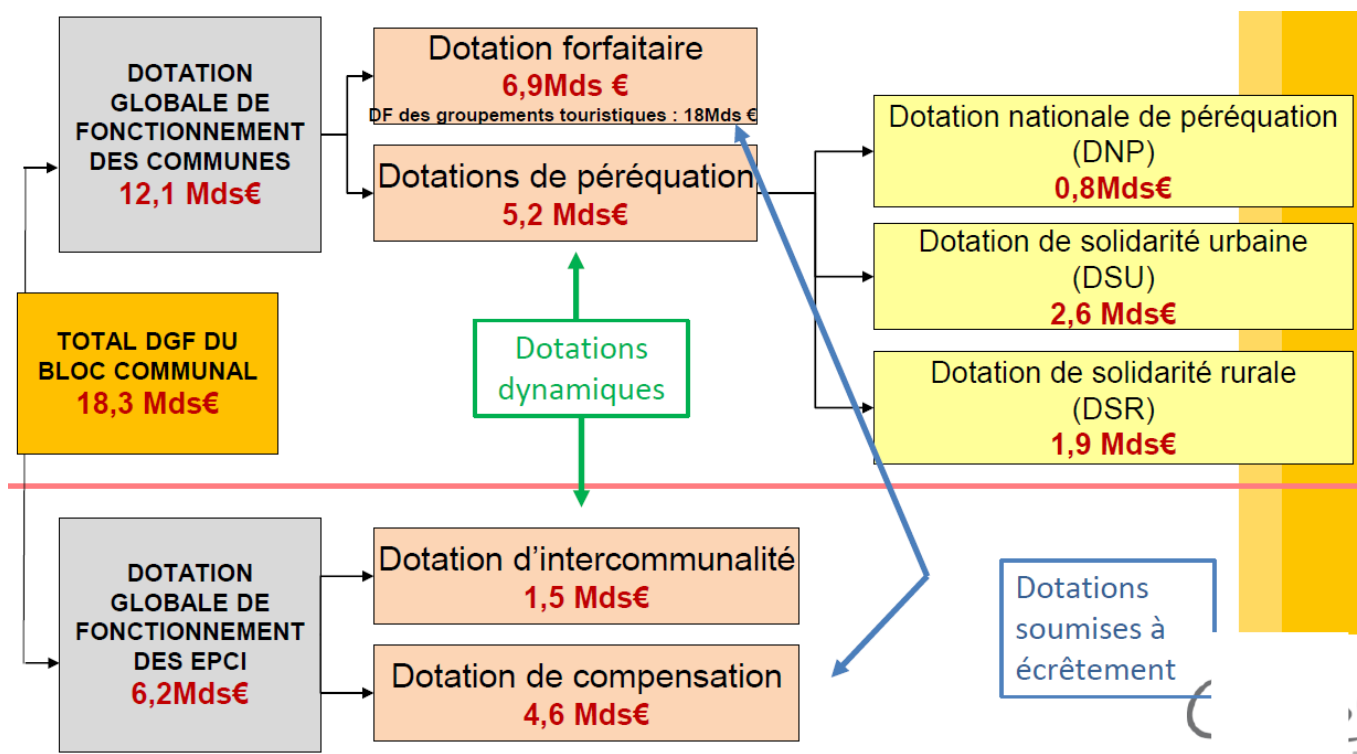 DOTATION
GLOBALE DE
FONCTIONNEMENT
DES COMMUNES
12,1 Mds€
Dotation forfaitaire
6,9Mds €
DF des groupements touristiques : 18Mds €
Dotations de péréquation
5,2 Mds€
Dotation nationale de péréquation
(DNP)
0,8Mds€
Dotation de solidarité urbaine
(DSU)
2,6 Mds€
Dotation de solidarité rurale
(DSR)
1,9 Mds€
TOTAL DGF DU
BLOC COMMUNAL
18,3 Mds€
Dotations
dynamiques
DOTATION
GLOBALE DE
FONCTIONNEMENT
DES EPCI
6,2Mds€
Dotation d'intercommunalité
1,5 Mds€
Dotation de compensation
4,6 Mds€
Dotations
soumises à
écrêtement